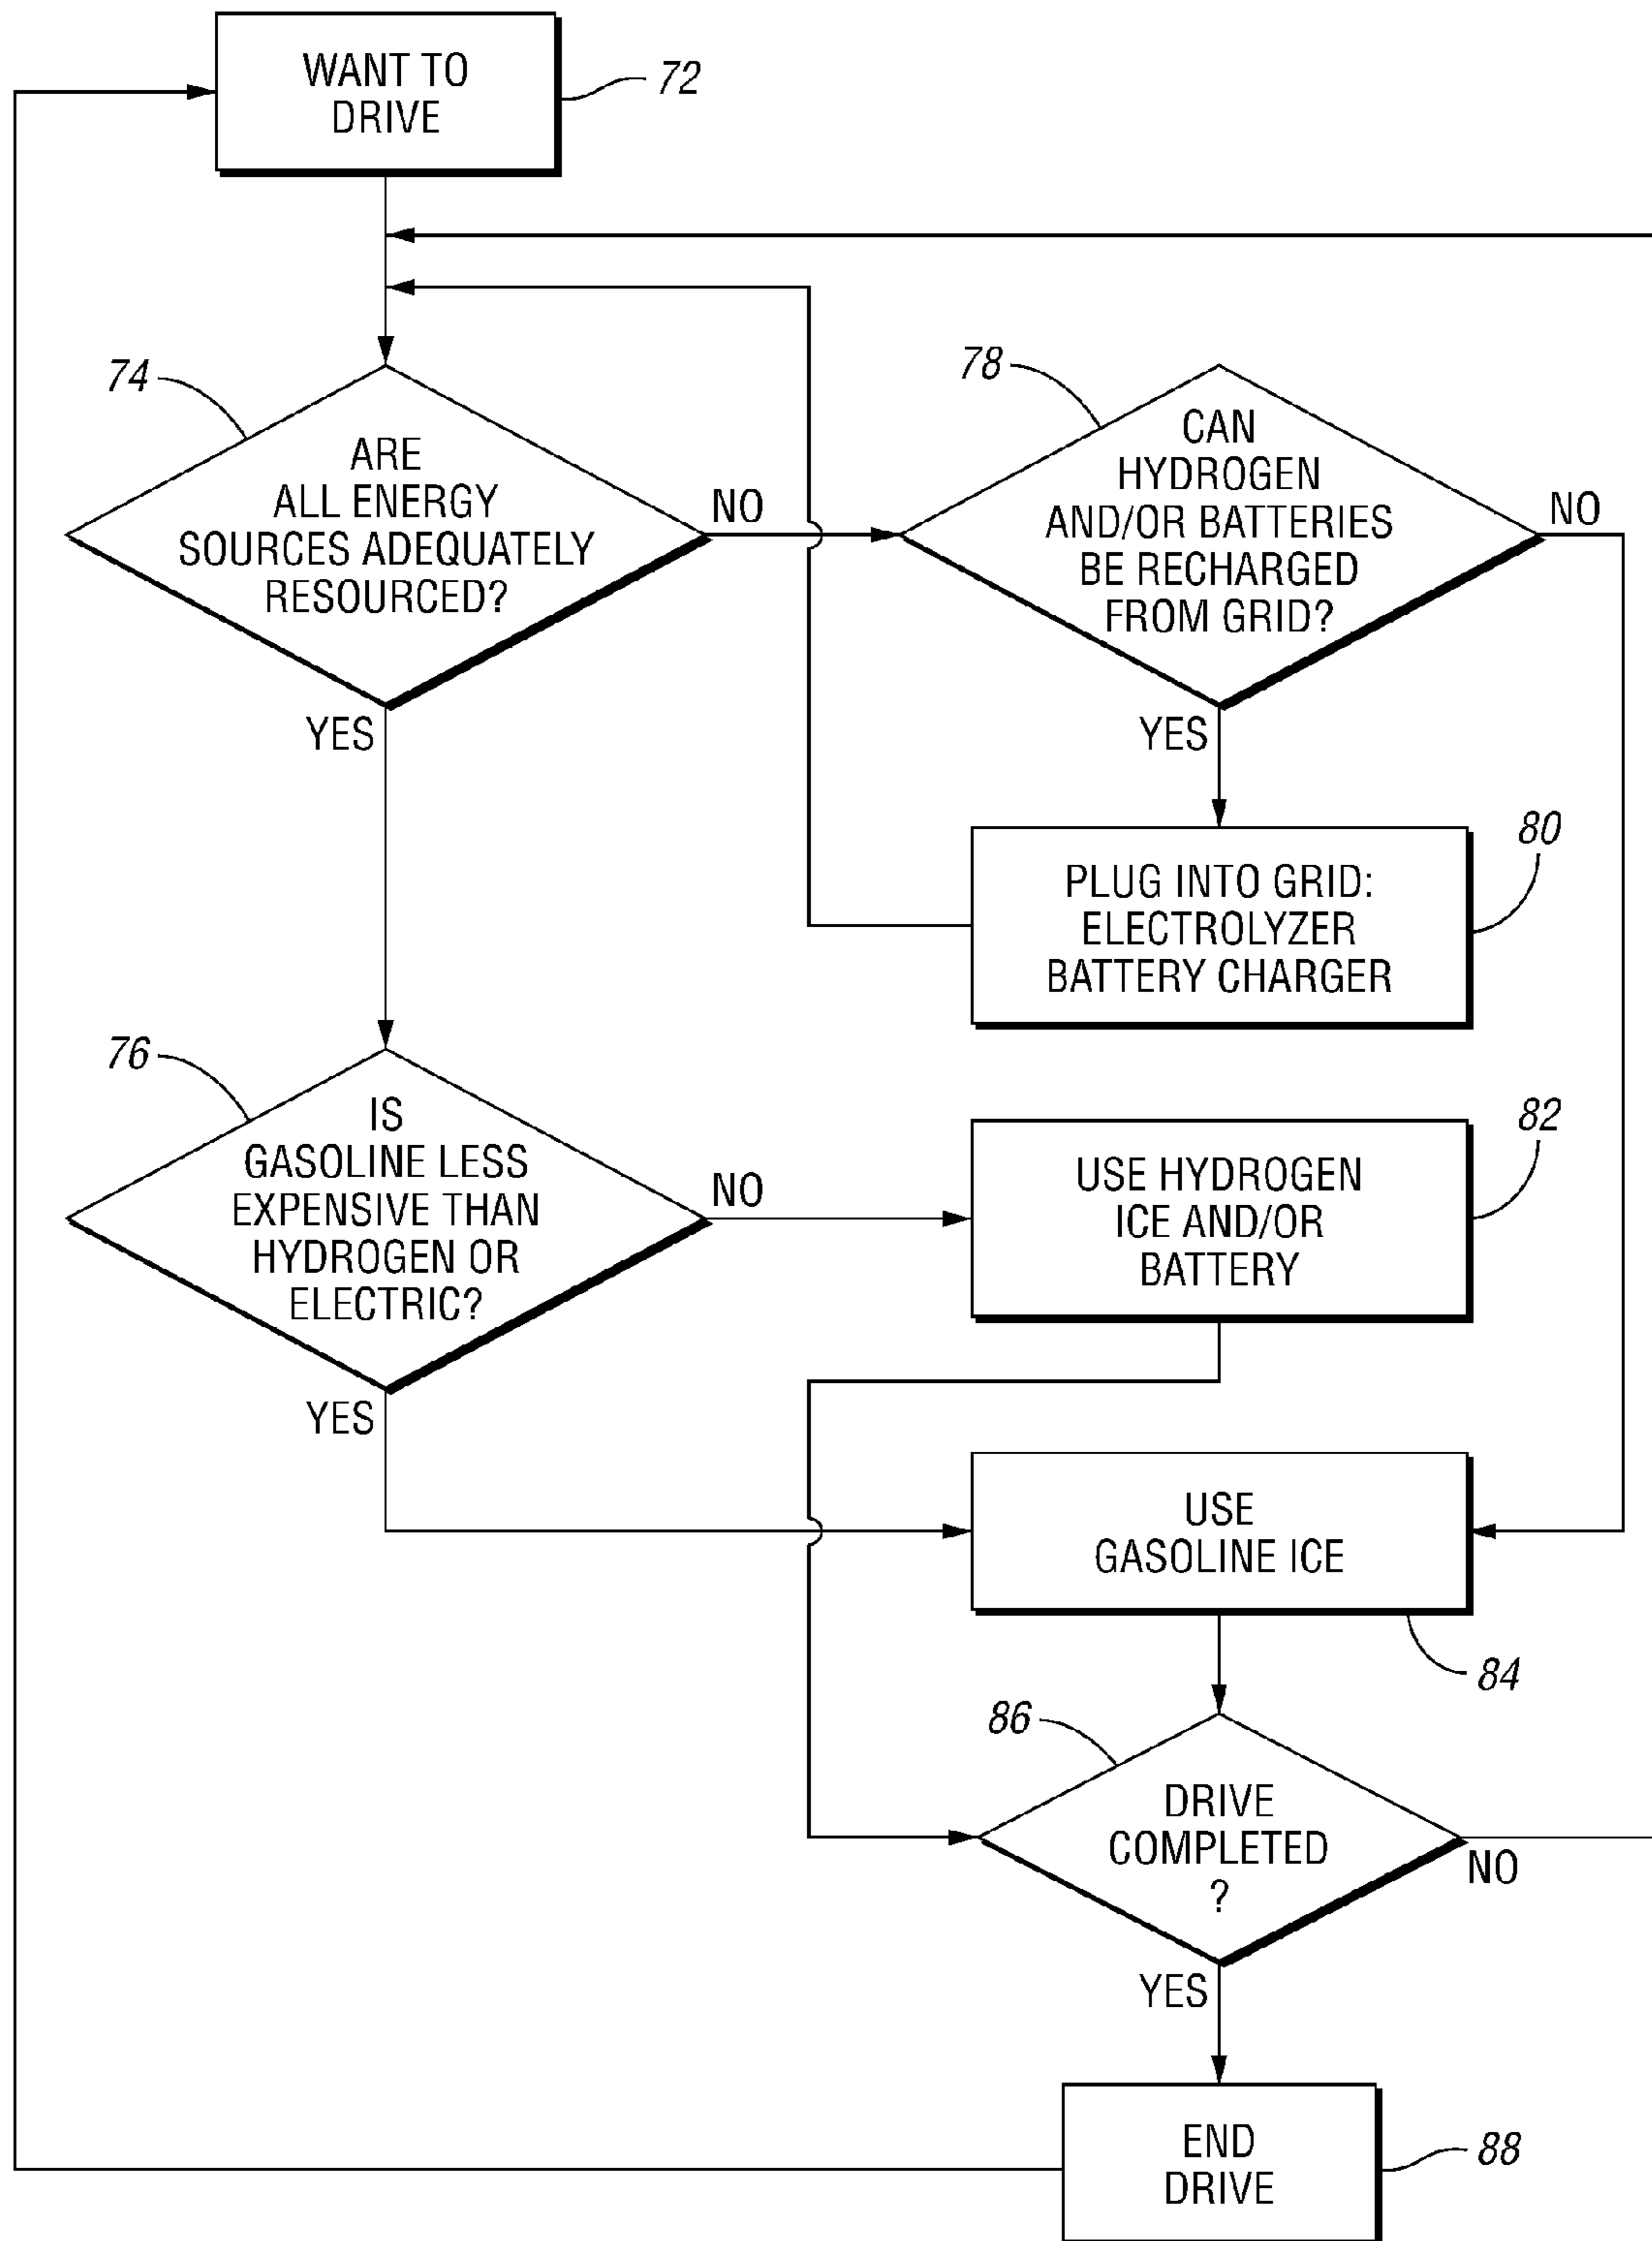 WANT TO
DRIVE
72
74
ARE
ALL ENERGY
SOURCES ADEQUATELY
RESOURCED?
NO
YES
78
CAN
HYDROGEN
AND/OR BATTERIES
BE RECHARGED
FROM GRID?
NO
YES
PLUG INTO GRID:
ELECTROLYZER
BATTERY CHARGER
80
76
IS
GASOLINE LESS
EXPENSIVE THAN
HYDROGEN OR
ELECTRIC?
NO
YES
USE HYDROGEN
ICE AND/OR
BATTERY
82
USE
GASOLINE ICE
84
86
DRIVE
COMPLETED
?
NO
YES
END
DRIVE
88